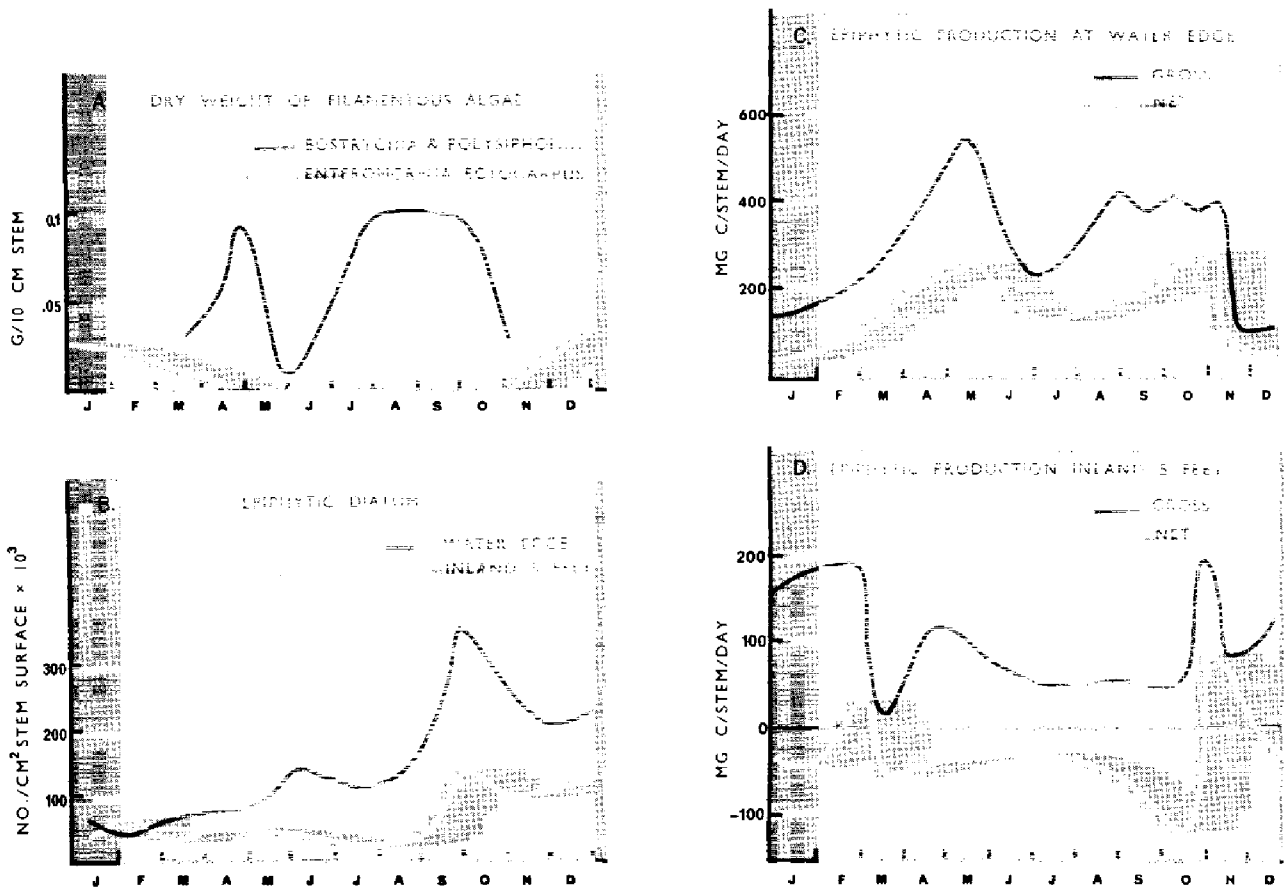 A. DRY WEIGHT OF FILAMENTOUS ALGAE
BOSTRYCHIA & POLYSIPHONIA
ENTEROMORPHA ECTOCARPUS
G/10 CM STEM
0.1
.05
J F M A M J J A S O N D
B. EPIPHYTIC DIATOM
WATER EDGE
INLAND 5 FEET
NO./CM² STEM SURFACE × 10³
300
200
100
J F M A M J J A S O N D
C. EPIPHYTIC PRODUCTION AT WATER EDGE
GROSS
NET
MG C/STEM/DAY
600
400
200
J F M A M J J A S O N D
D. EPIPHYTIC PRODUCTION INLAND 5 FEET
GROSS
NET
MG C/STEM/DAY
200
100
0
-100
J F M A M J J A S O N D